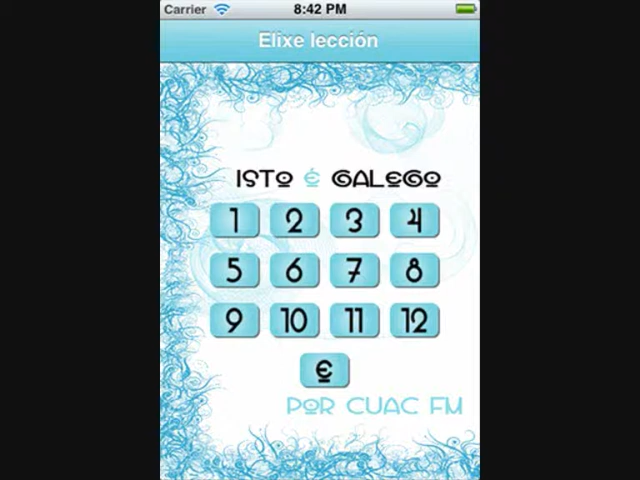 Carrier 8:42 PM
Elixe lección
ISTO É GALEGO
1 2 3 4
5 6 7 8
9 10 11 12
E
POR CUAC FM